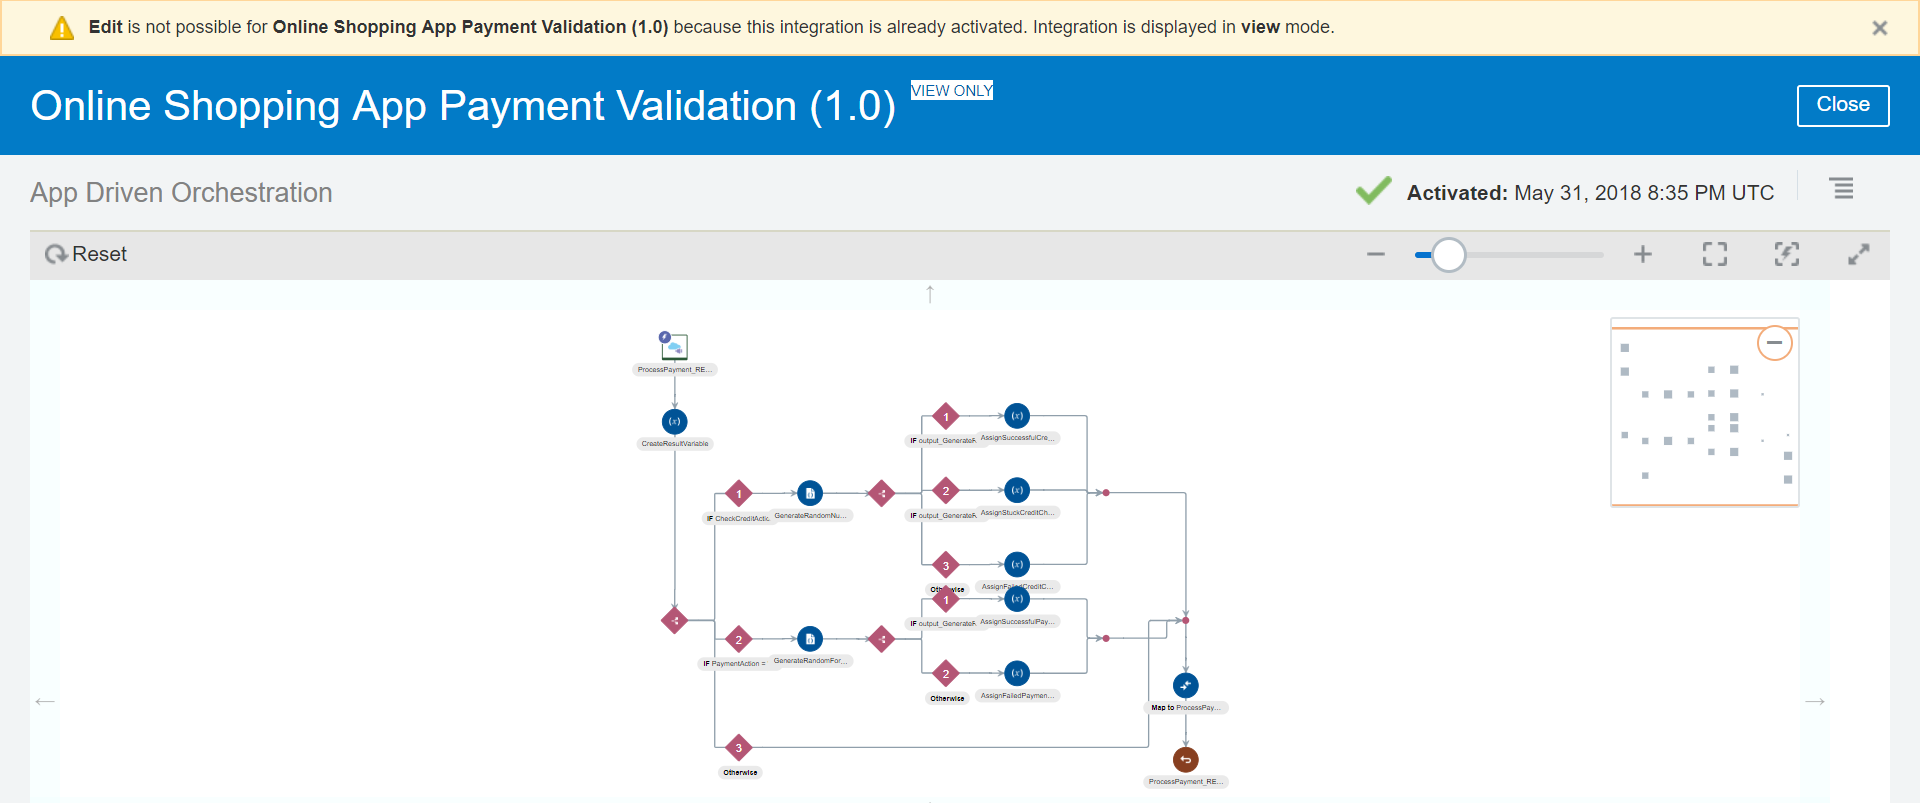 Edit is not possible for Online Shopping App Payment Validation (1.0) because this integration is already activated. Integration is displayed in view mode.
Online Shopping App Payment Validation (1.0) VIEW ONLY
Close
App Driven Orchestration
Activated: May 31, 2018 8:35 PM UTC
Reset
ProcessPayment_RE...
(x)
CreateResultVariable
1 (x)
IF output_GenerateR AssignSuccessfulCre...
1
IF CheckCreditActic GenerateRandomNu...
2 (x)
IF output_GenerateR AssignStuckCreditCh...
3 (x)
Otherwise AssignFailedCreditC...
1 (x)
IF output_GenerateR AssignSuccessfulPay...
2
IF PaymentAction = GenerateRandomFor...
2 (x)
Otherwise AssignFailedPaymen...
Map to ProcessPay...
3
Otherwise
ProcessPayment_RE...